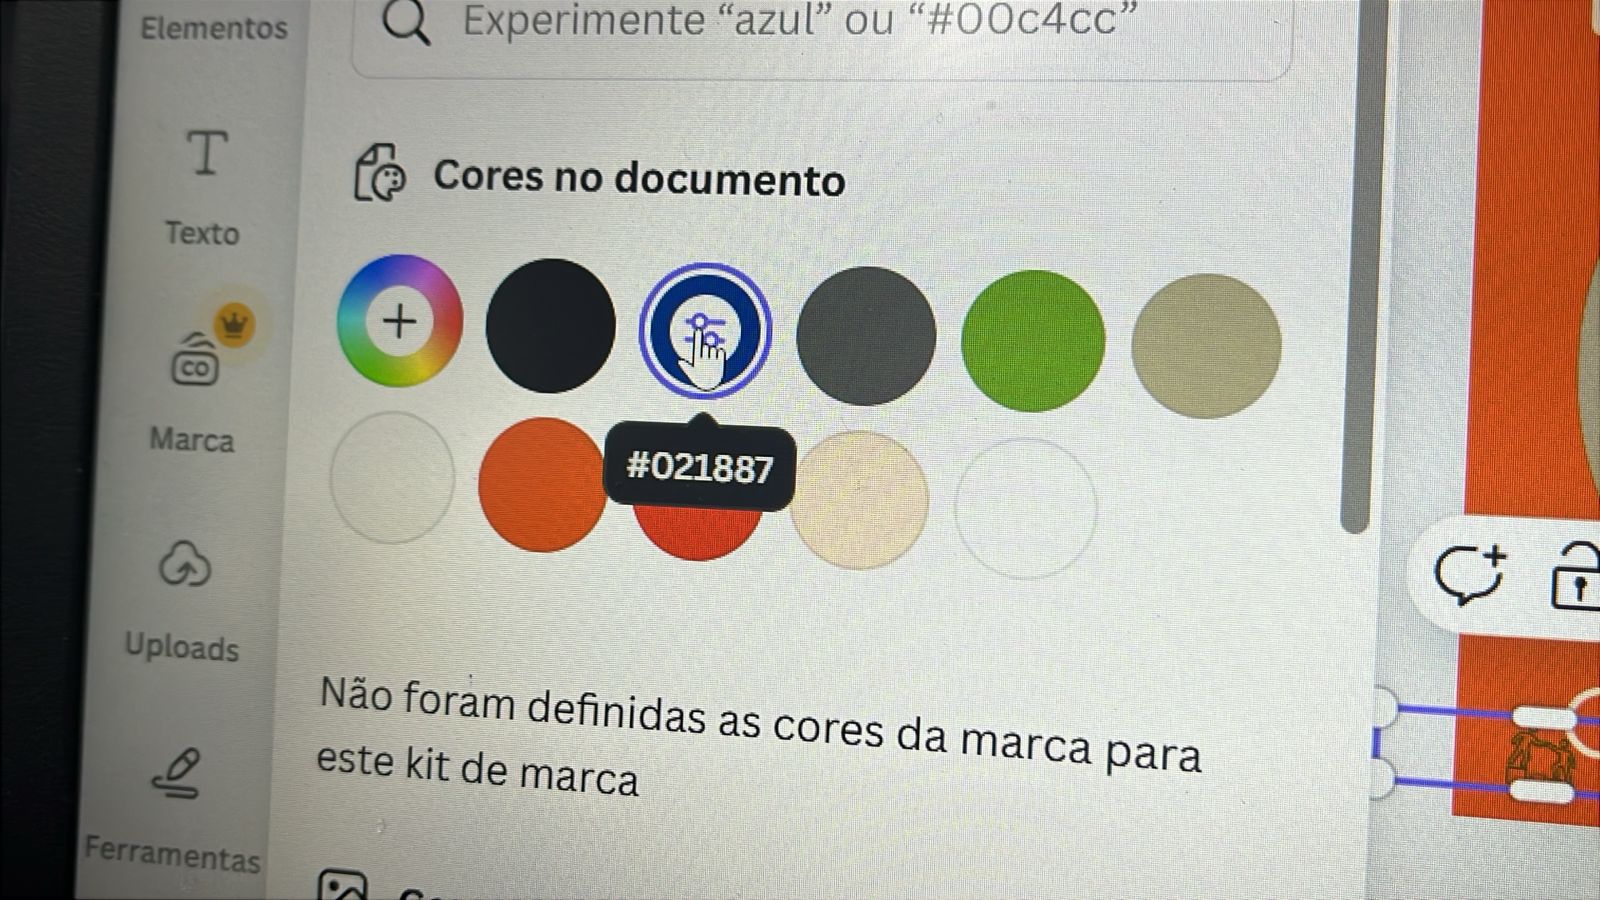 Elementos
Experimente “azul” ou “#00c4cc”
Cores no documento
Texto
CO
Marca
#021887
Uploads
Não foram definidas as cores da marca para
este kit de marca
Ferramentas